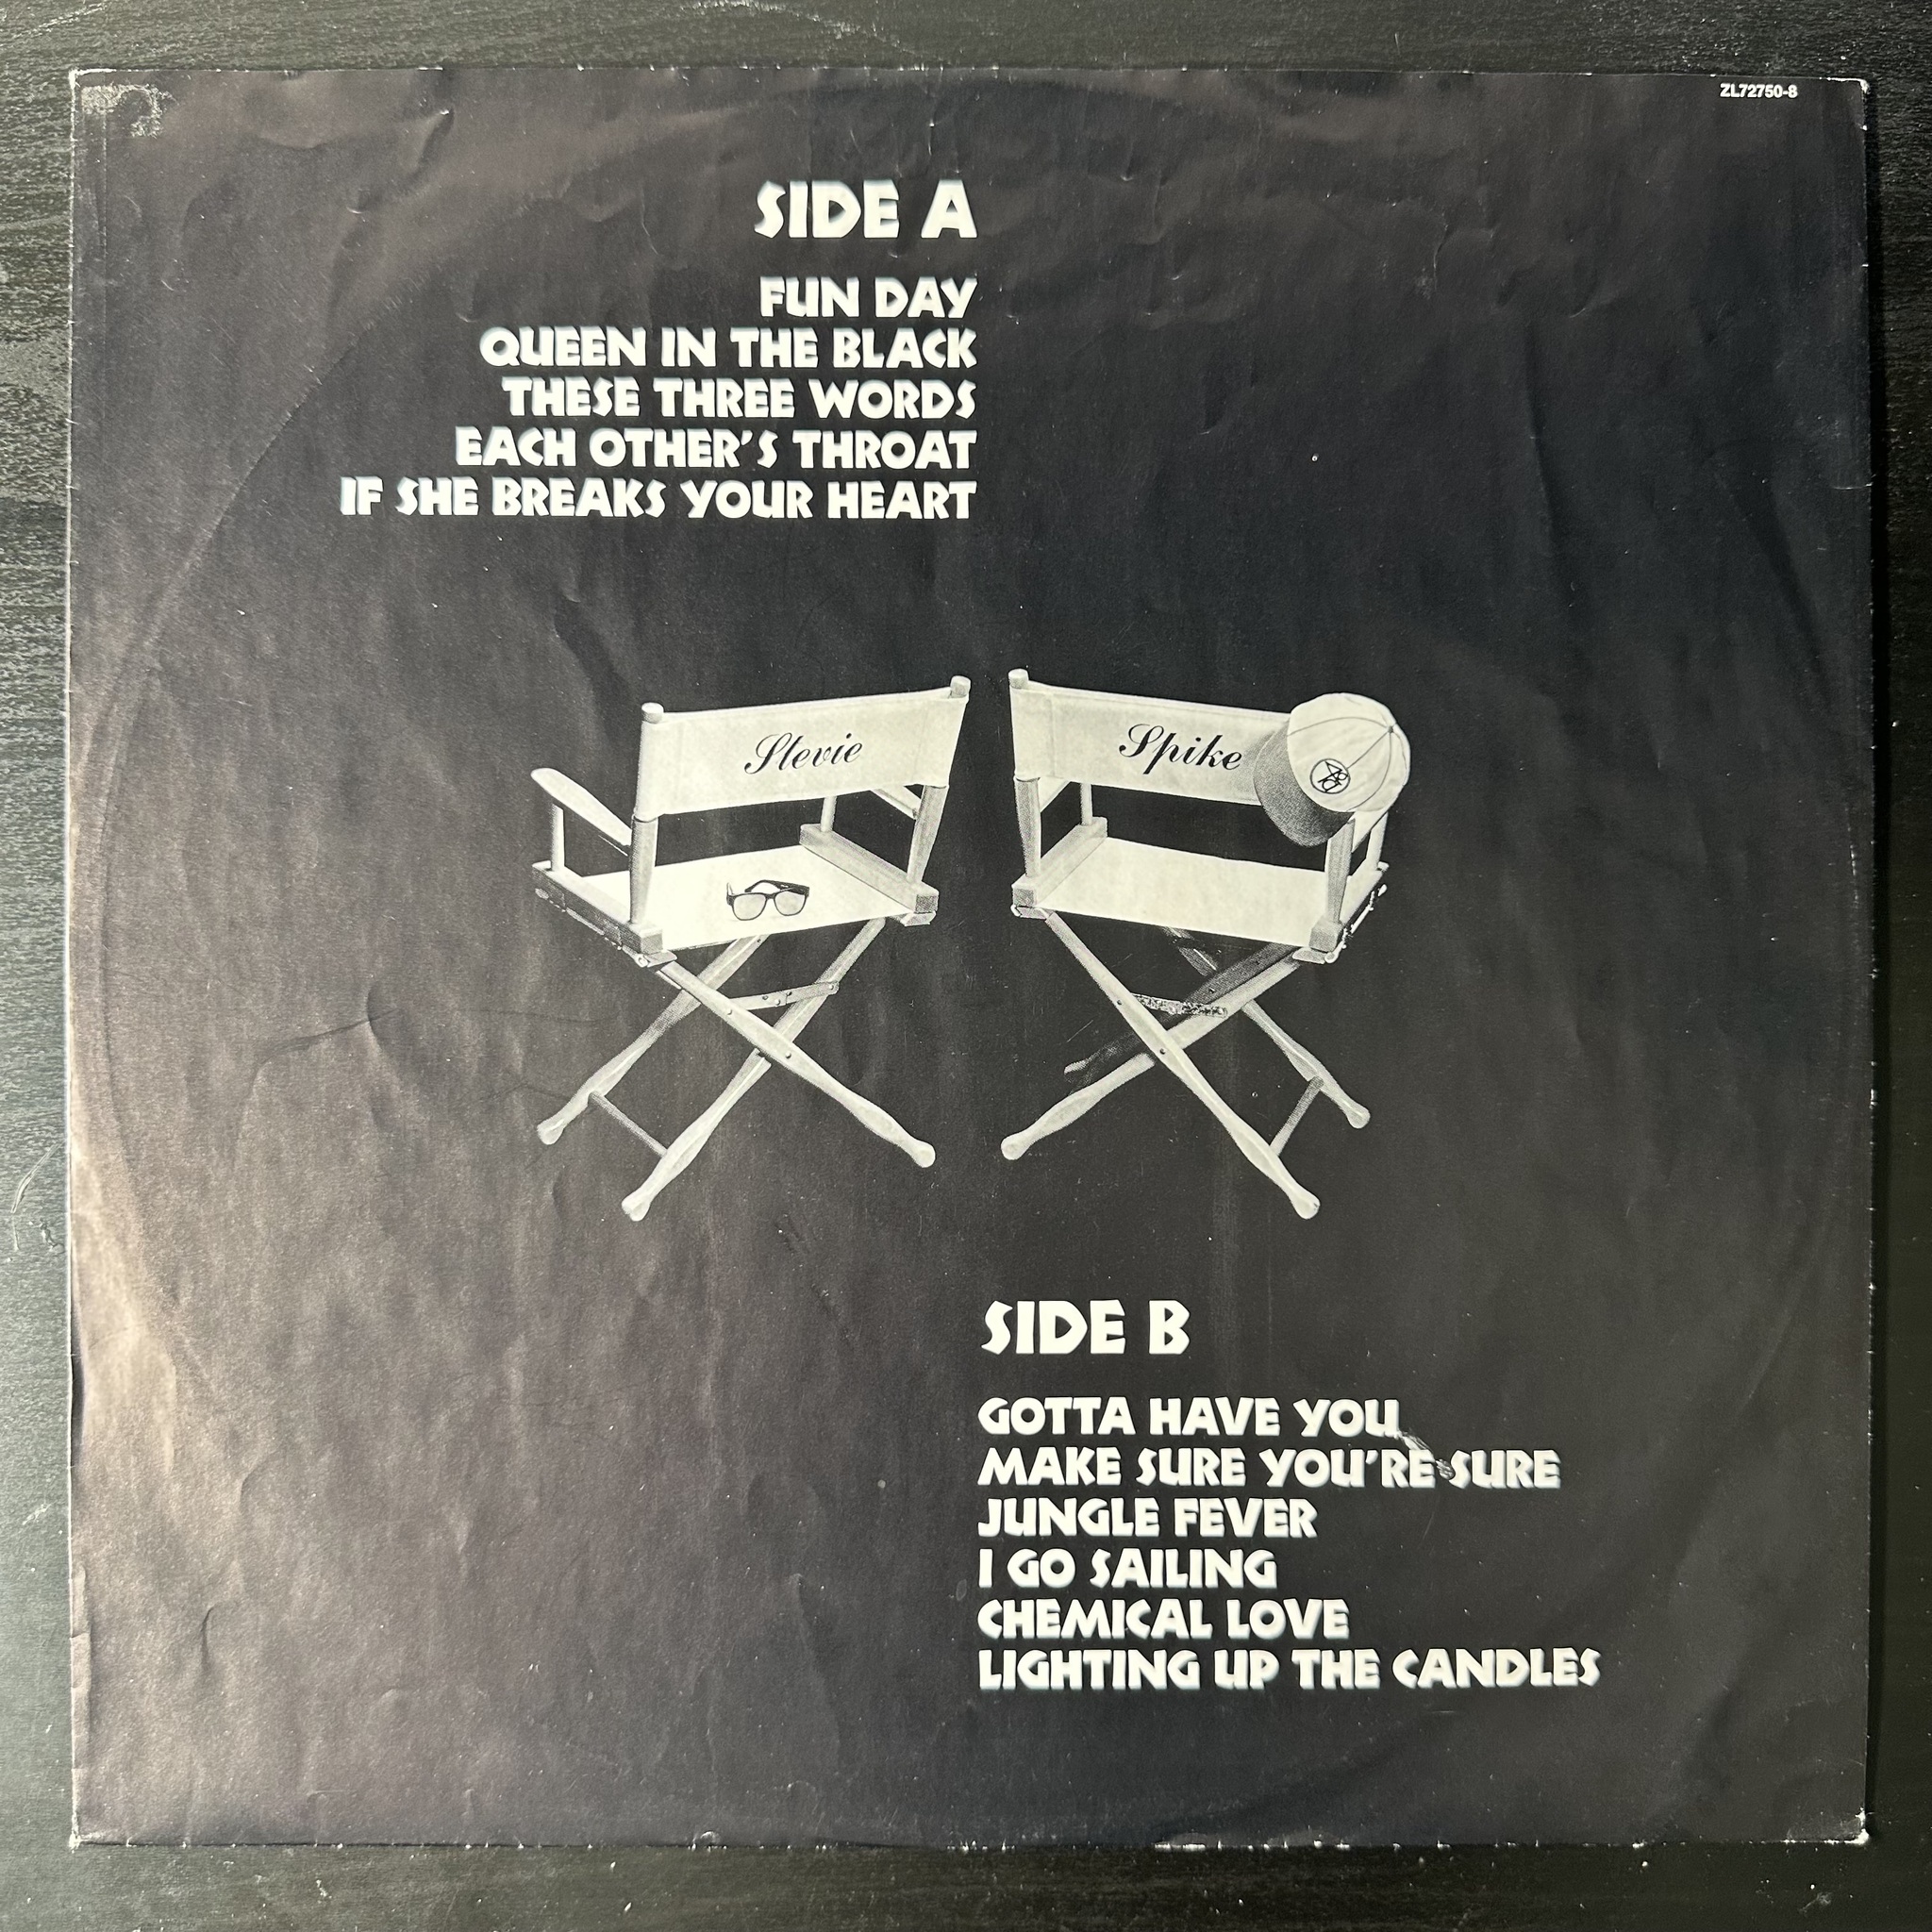 ZL72750-8
SIDE A
FUN DAY
QUEEN IN THE BLACK
THESE THREE WORDS
EACH OTHER'S THROAT
IF SHE BREAKS YOUR HEART
Stevie
Spike
SIDE B
GOTTA HAVE YOU
MAKE SURE YOU'RE SURE
JUNGLE FEVER
I GO SAILING
CHEMICAL LOVE
LIGHTING UP THE CANDLES